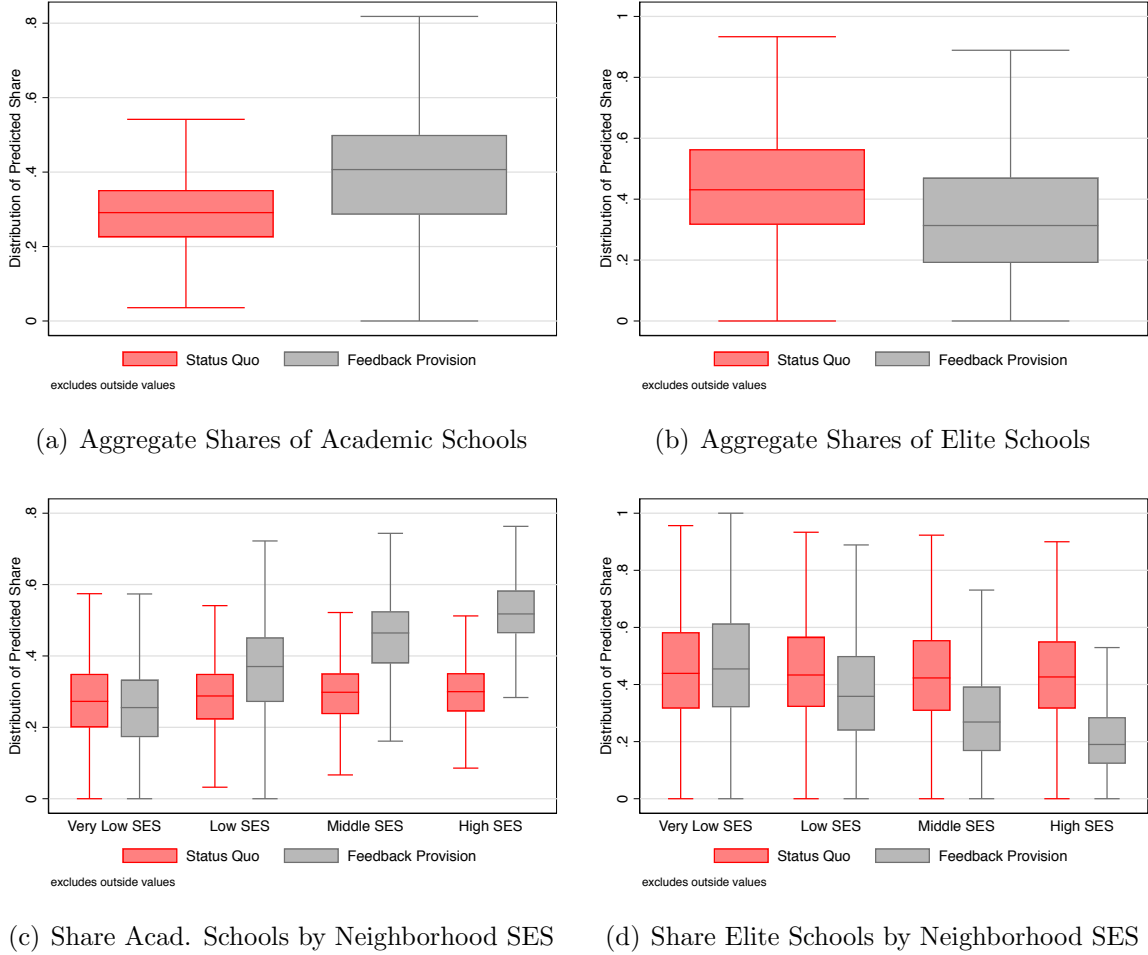 Distribution of Predicted Share
0 .2 .4 .6 .8
Status Quo Feedback Provision
excludes outside values
(a) Aggregate Shares of Academic Schools
Distribution of Predicted Share
0 .2 .4 .6 .8 1
Status Quo Feedback Provision
excludes outside values
(b) Aggregate Shares of Elite Schools
Distribution of Predicted Share
0 .2 .4 .6 .8
Very Low SES Low SES Middle SES High SES
Status Quo Feedback Provision
excludes outside values
(c) Share Acad. Schools by Neighborhood SES
Distribution of Predicted Share
0 .2 .4 .6 .8 1
Very Low SES Low SES Middle SES High SES
Status Quo Feedback Provision
excludes outside values
(d) Share Elite Schools by Neighborhood SES